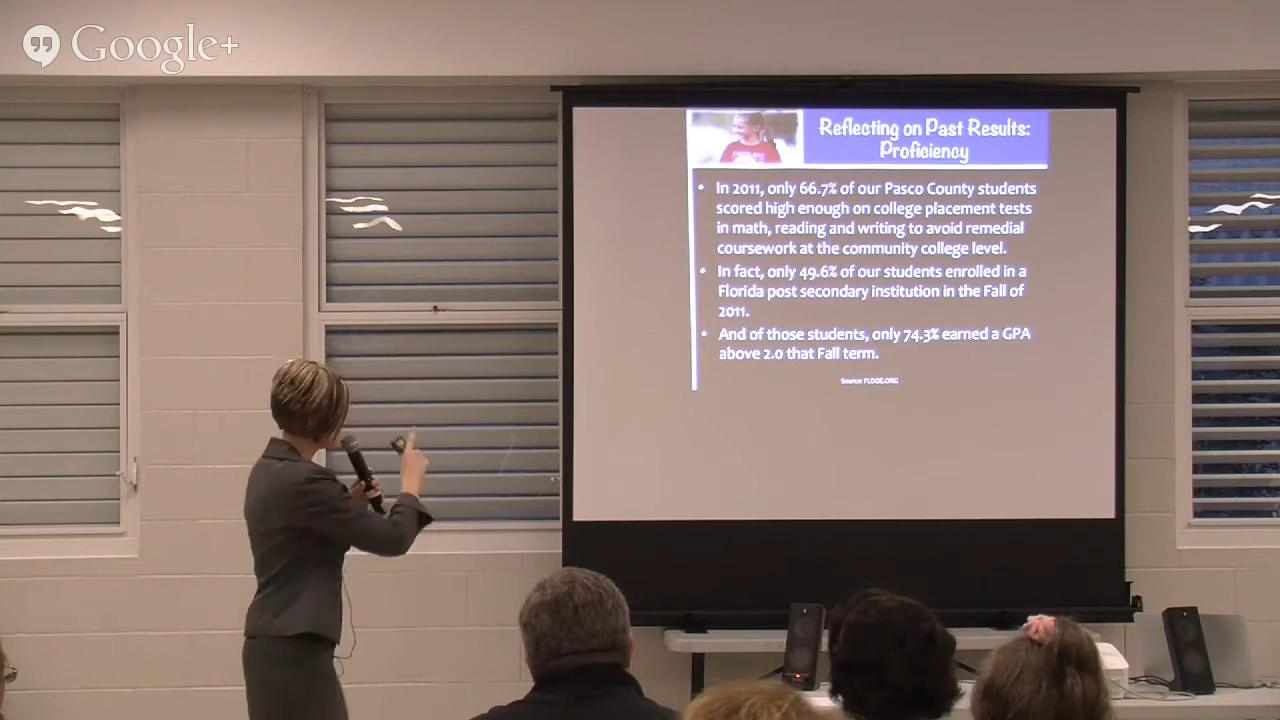 Google+
Reflecting on Past Results:
Proficiency
• In 2011, only 66.7% of our Pasco County students
scored high enough on college placement tests
in math, reading and writing to avoid remedial
coursework at the community college level.
• In fact, only 49.6% of our students enrolled in a
Florida post secondary institution in the Fall of
2011.
• And of those students, only 74.3% earned a GPA
above 2.0 that Fall term.
Source: FLDOE.ORG